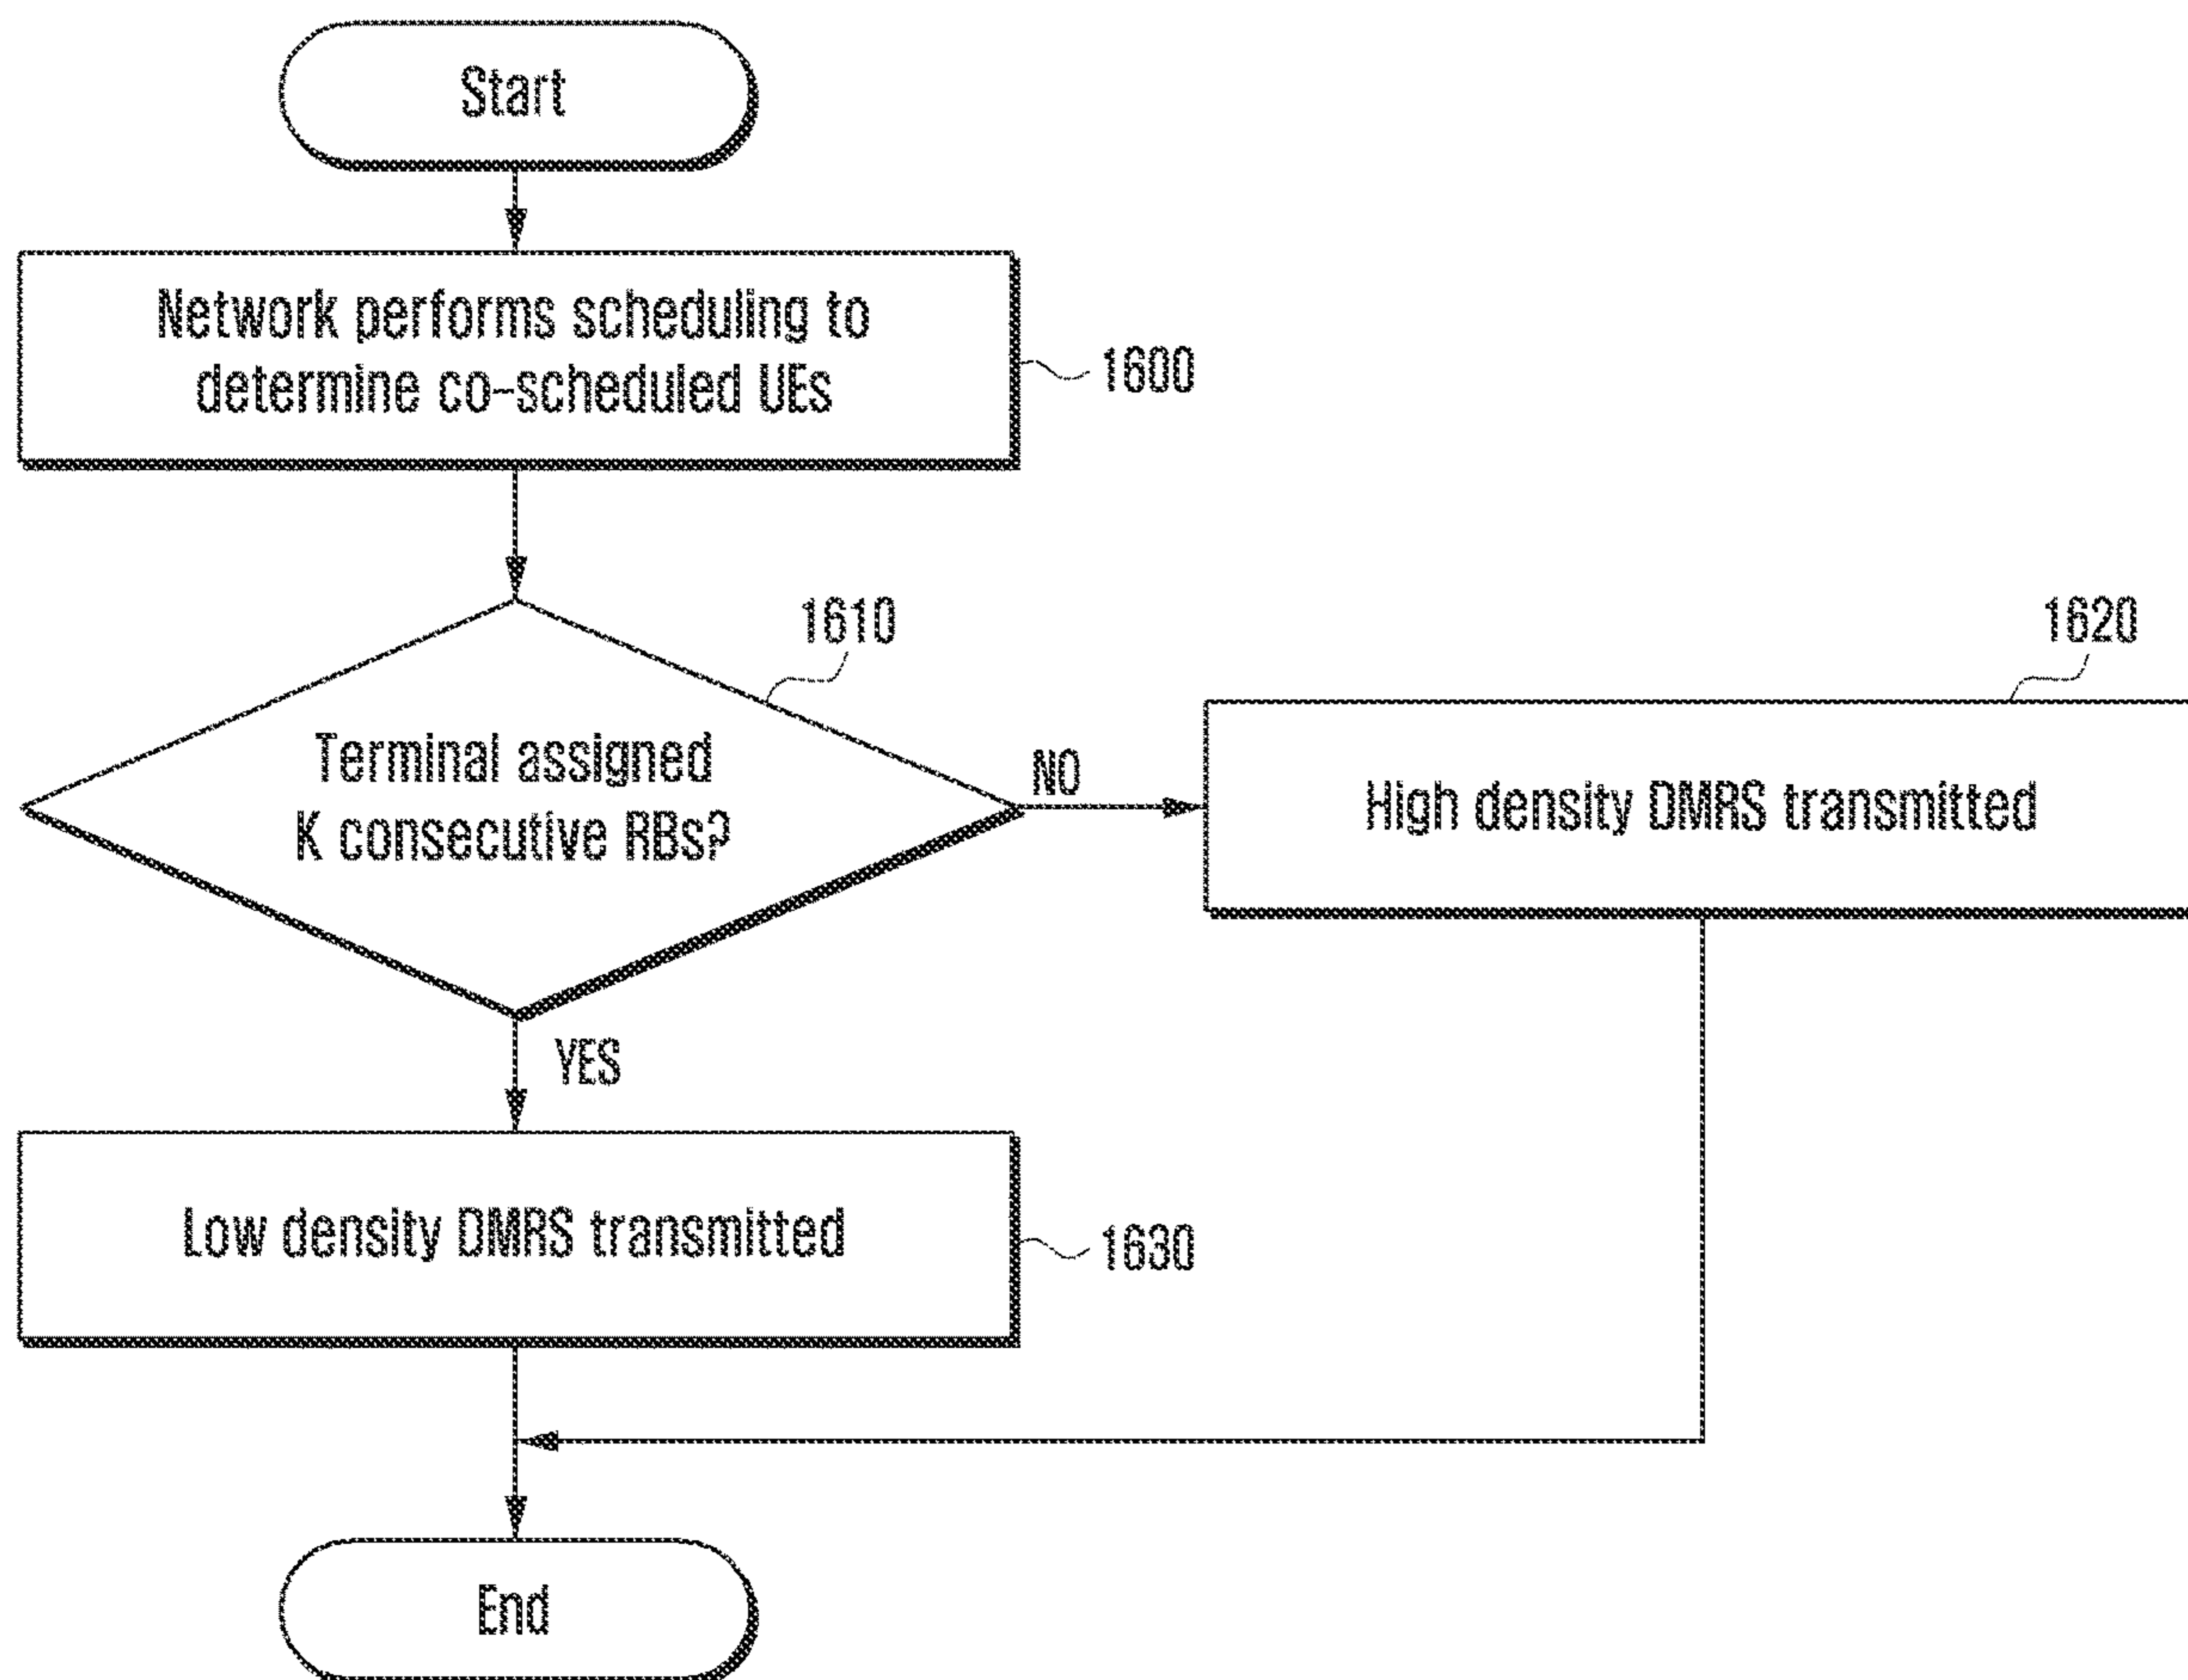 Start
Network performs scheduling to
determine co-scheduled UEs
1600
1610
1620
Terminal assigned
K consecutive RBs?
NO
High density DMRS transmitted
YES
Low density DMRS transmitted
1630
End